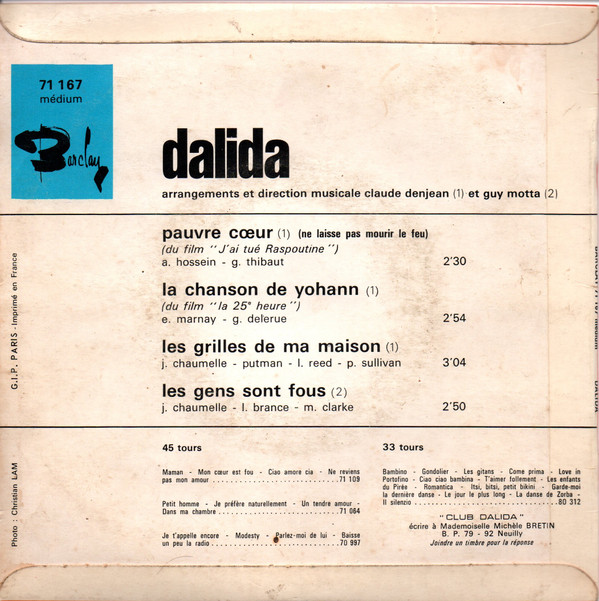 71 167
médium
Barclay
dalida
arrangements et direction musicale claude denjean (1) et guy motta (2)
pauvre cœur (1) (ne laisse pas mourir le feu)
(du film "J'ai tué Raspoutine")
a. hossein - g. thibaut 2'30
la chanson de yohann (1)
(du film "la 25e heure")
e. marnay - g. delerue 2'54
les grilles de ma maison (1)
j. chaumelle - putman - l. reed - p. sullivan 3'04
les gens sont fous (2)
j. chaumelle - l. brance - m. clarke 2'50
45 tours
Maman - Mon cœur est fou - Ciao amore cia - Ne reviens
pas mon amour ........................71 109
Petit homme - Je préfère naturellement - Un tendre amour -
Dans ma chambre ........................71 064
Je t'appelle encore - Modesty - Parlez-moi de lui - Baisse
un peu la radio ........................70 997
33 tours
Bambino - Gondolier - Les gitans - Come prima - Love in
Portofino - Ciao ciao bambina - T'aimer follement - Les enfants
du Pirée - Romantica - Itsi, bitsi, petit bikini - Garde-moi
la dernière danse - Le jour le plus long - La danse de Zorba -
Il silenzio ........................80 312
"CLUB DALIDA"
écrire à Mademoiselle Michèle BRETIN
B. P. 79 - 92 Neuilly
Joindre un timbre pour la réponse
G.I.P. PARIS - Imprimé en France
Photo : Christian LAM
DALIDA